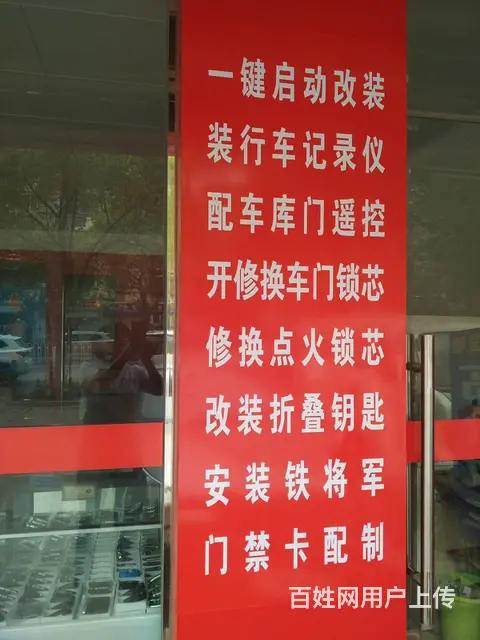 一键启动改装
装行车记录仪
配车库门遥控
开修换车门锁芯
修换点火锁芯
改装折叠钥匙
安装铁将军
门禁卡配制
百姓网用户上传